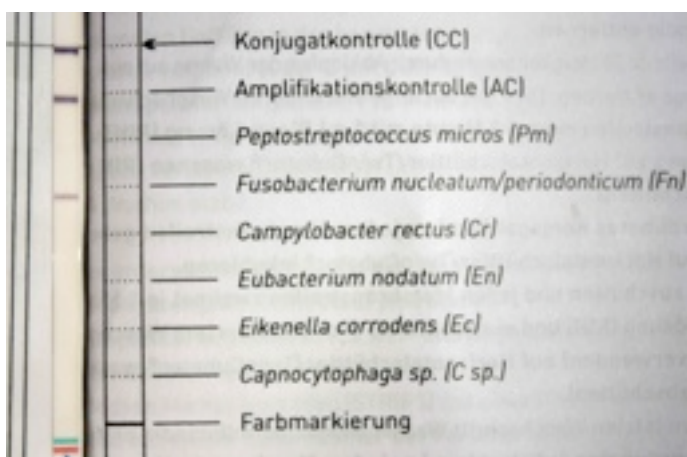 Konjugatkontrolle (CC)
Amplifikationskontrolle (AC)
Peptostreptococcus micros (Pm)
Fusobacterium nucleatum/periodonticum (Fn)
Campylobacter rectus (Cr)
Eubacterium nodatum (En)
Eikenella corrodens (Ec)
Capnocytophaga sp. (C sp.)
Farbmarkierung